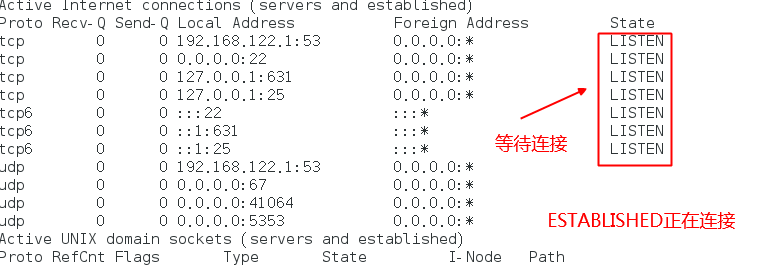 Active Internet connections (servers and established)
Proto Recv-Q Send-Q Local Address Foreign Address State
tcp 0 0 192.168.122.1:53 0.0.0.0:* LISTEN
tcp 0 0 0.0.0.0:22 0.0.0.0:* LISTEN
tcp 0 0 127.0.0.1:631 0.0.0.0:* LISTEN
tcp 0 0 127.0.0.1:25 0.0.0.0:* LISTEN
tcp6 0 0 :::22 :::* LISTEN
tcp6 0 0 ::1:631 :::* LISTEN
tcp6 0 0 ::1:25 :::* LISTEN
等待连接
udp 0 0 192.168.122.1:53 0.0.0.0:*
udp 0 0 0.0.0.0:67 0.0.0.0:*
udp 0 0 0.0.0.0:41064 0.0.0.0:*
udp 0 0 0.0.0.0:5353 0.0.0.0:*
ESTABLISHED正在连接
Active UNIX domain sockets (servers and established)
Proto RefCnt Flags Type State I-Node Path